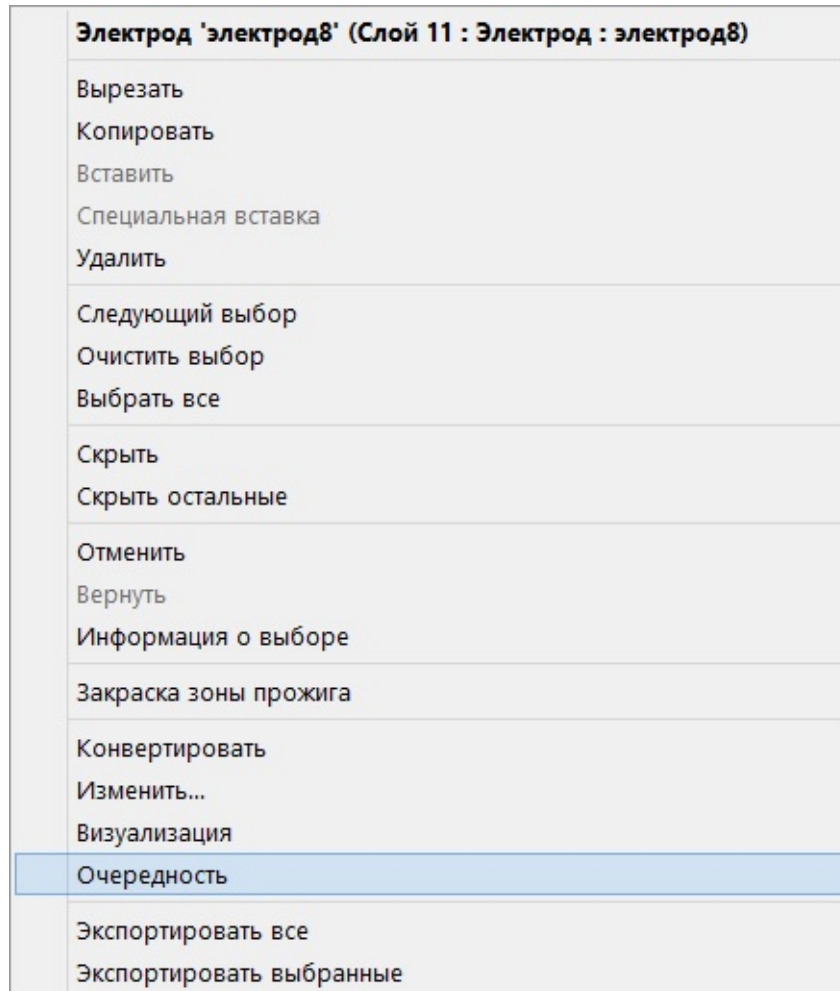 Электрод 'электрод8' (Слой 11 : Электрод : электрод8)
Вырезать
Копировать
Вставить
Специальная вставка
Удалить
Следующий выбор
Очистить выбор
Выбрать все
Скрыть
Скрыть остальные
Отменить
Вернуть
Информация о выборе
Закраска зоны прожига
Конвертировать
Изменить...
Визуализация
Очередность
Экспортировать все
Экспортировать выбранные